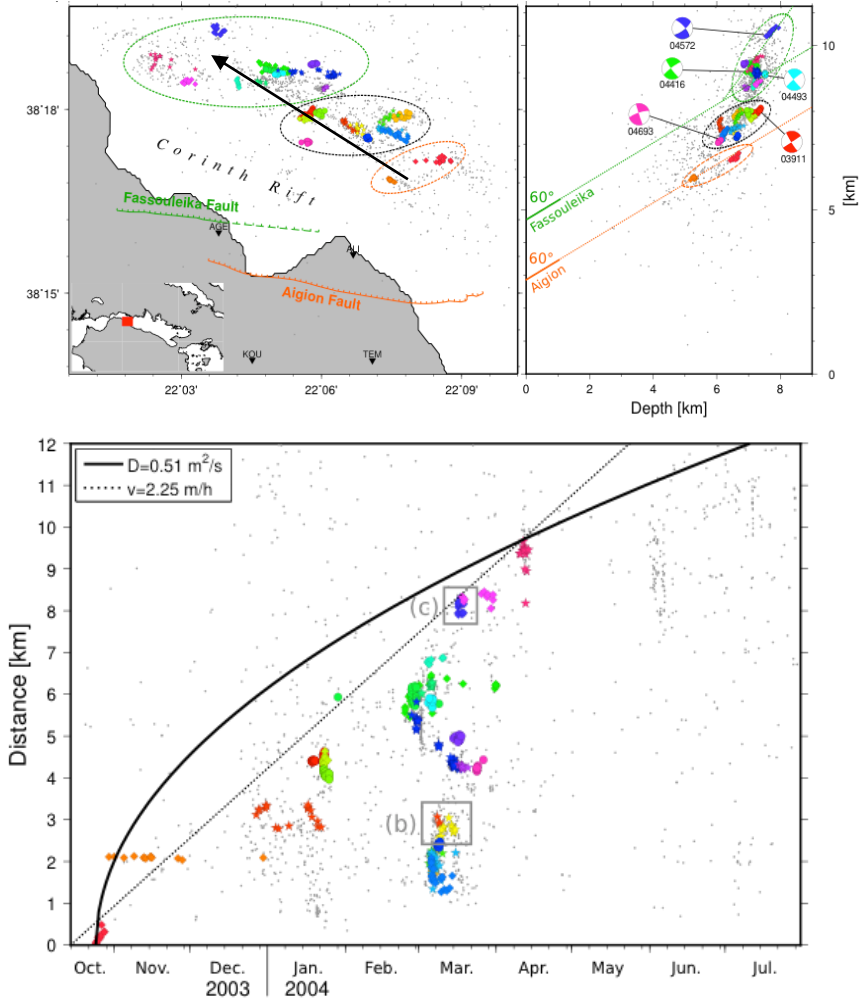 38˚18'
38˚15'
22˚03'
22˚06'
22˚09'
Corinth Rift
Fassouleika Fault
AGE
ALI
Aigion Fault
KOU
TEM
04572
04416
04493
04693
03911
60°
Fassouleika
60°
Aigion
10
5
0
[km]
0
2
4
6
8
Depth [km]
D=0.51 m²/s
v=2.25 m/h
12
11
10
9
8
7
6
5
4
3
2
1
0
Distance [km]
(c)
(b)
Oct. Nov. Dec. Jan. Feb. Mar. Apr. May Jun. Jul.
2003 2004